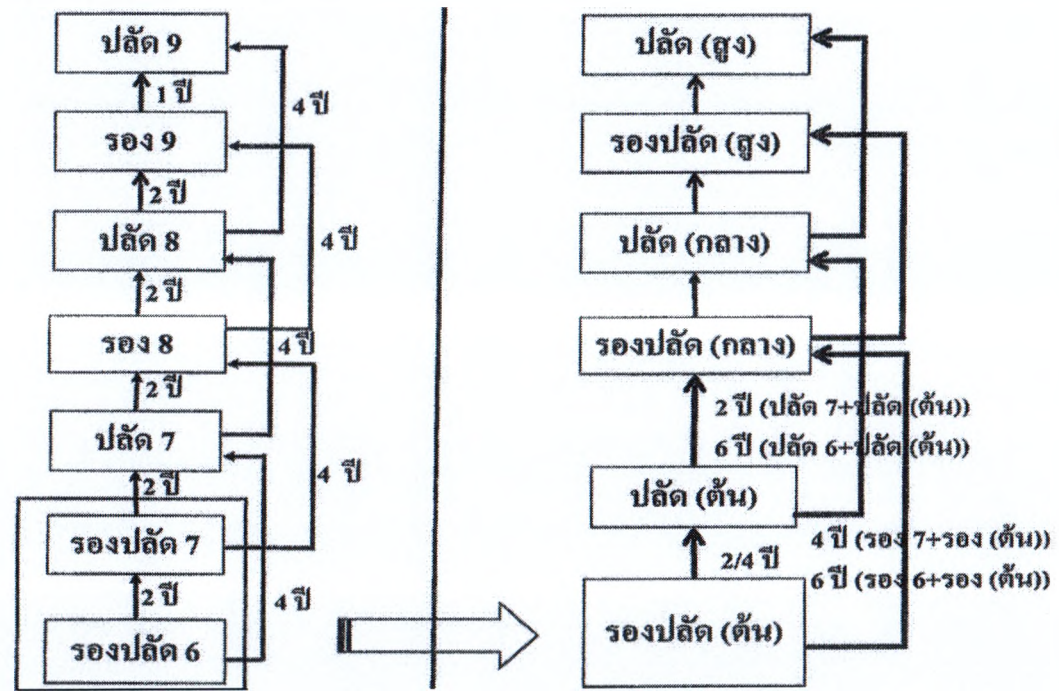 ปลัด 9
1 ปี
4 ปี
รอง 9
2 ปี
ปลัด 8
4 ปี
2 ปี
รอง 8
4 ปี
2 ปี
ปลัด 7
2 ปี
4 ปี
รองปลัด 7
2 ปี
4 ปี
รองปลัด 6
ปลัด (สูง)
รองปลัด (สูง)
ปลัด (กลาง)
รองปลัด (กลาง)
2 ปี (ปลัด 7+ปลัด (ต้น))
6 ปี (ปลัด 6+ปลัด (ต้น))
ปลัด (ต้น)
4 ปี (รอง 7+รอง (ต้น))
2/4 ปี
6 ปี (รอง 6+รอง (ต้น))
รองปลัด (ต้น)